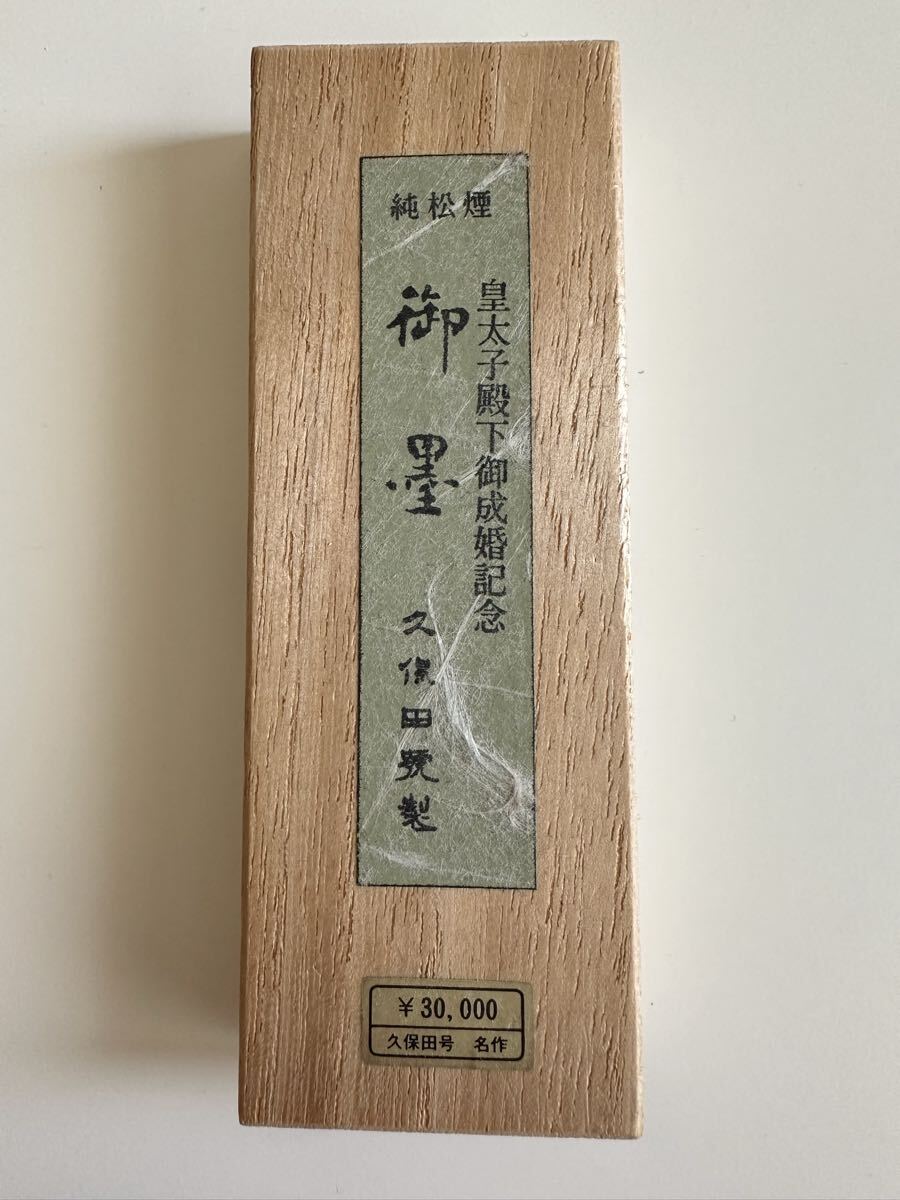 純松煙
皇太子殿下御成婚記念
御墨
久保田號製
¥30,000
久保田号 名作